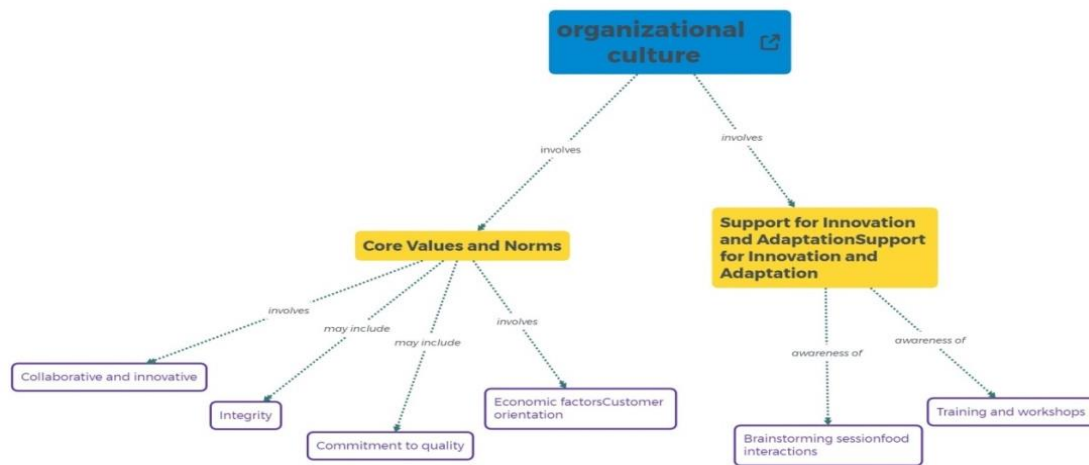 organizational
culture
involves
involves
Core Values and Norms
Support for Innovation
and AdaptationSupport
for Innovation and
Adaptation
involves
may include
may include
involves
awareness of
awareness of
Collaborative and innovative
Integrity
Commitment to quality
Economic factorsCustomer
orientation
Brainstorming sessionfood
interactions
Training and workshops